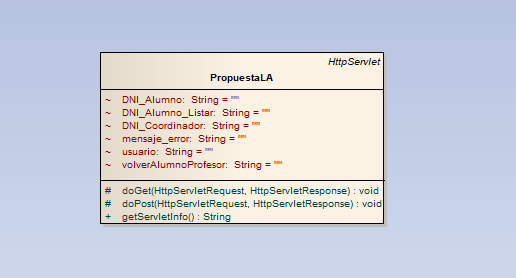 HttpServlet
PropuestaLA
~ DNI_Alumno: String = ""
~ DNI_Alumno_Listar: String = ""
~ DNI_Coordinador: String = ""
~ mensaje_error: String = ""
~ usuario: String = ""
~ volverAlumnoProfesor: String = ""
# doGet(HttpServletRequest, HttpServletResponse) : void
# doPost(HttpServletRequest, HttpServletResponse) : void
+ getServletInfo() : String